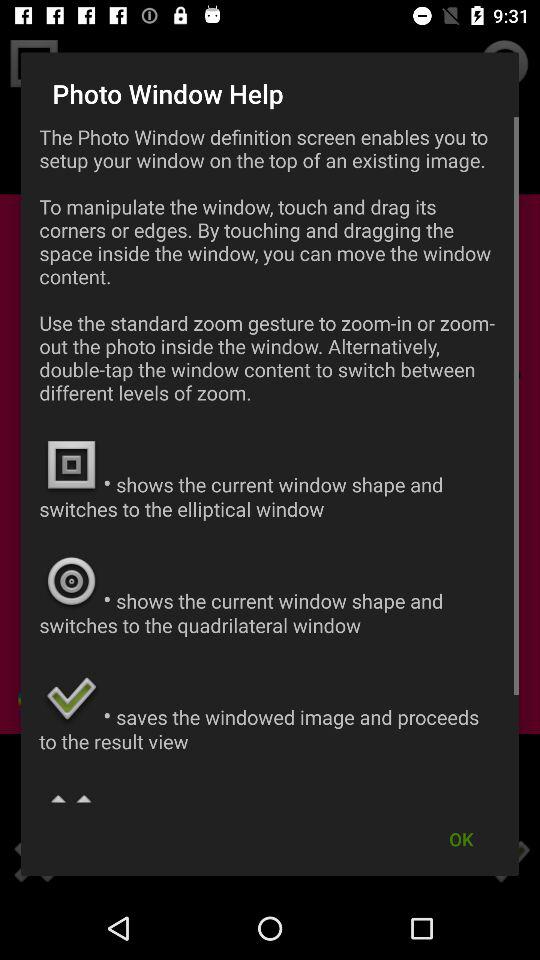 9:31
Photo Window Help
The Photo Window definition screen enables you to
setup your window on the top of an existing image.
To manipulate the window, touch and drag its
corners or edges. By touching and dragging the
space inside the window, you can move the window
content.
Use the standard zoom gesture to zoom-in or zoom-
out the photo inside the window. Alternatively,
double-tap the window content to switch between
different levels of zoom.
• shows the current window shape and
switches to the elliptical window
• shows the current window shape and
switches to the quadrilateral window
• saves the windowed image and proceeds
to the result view
OK